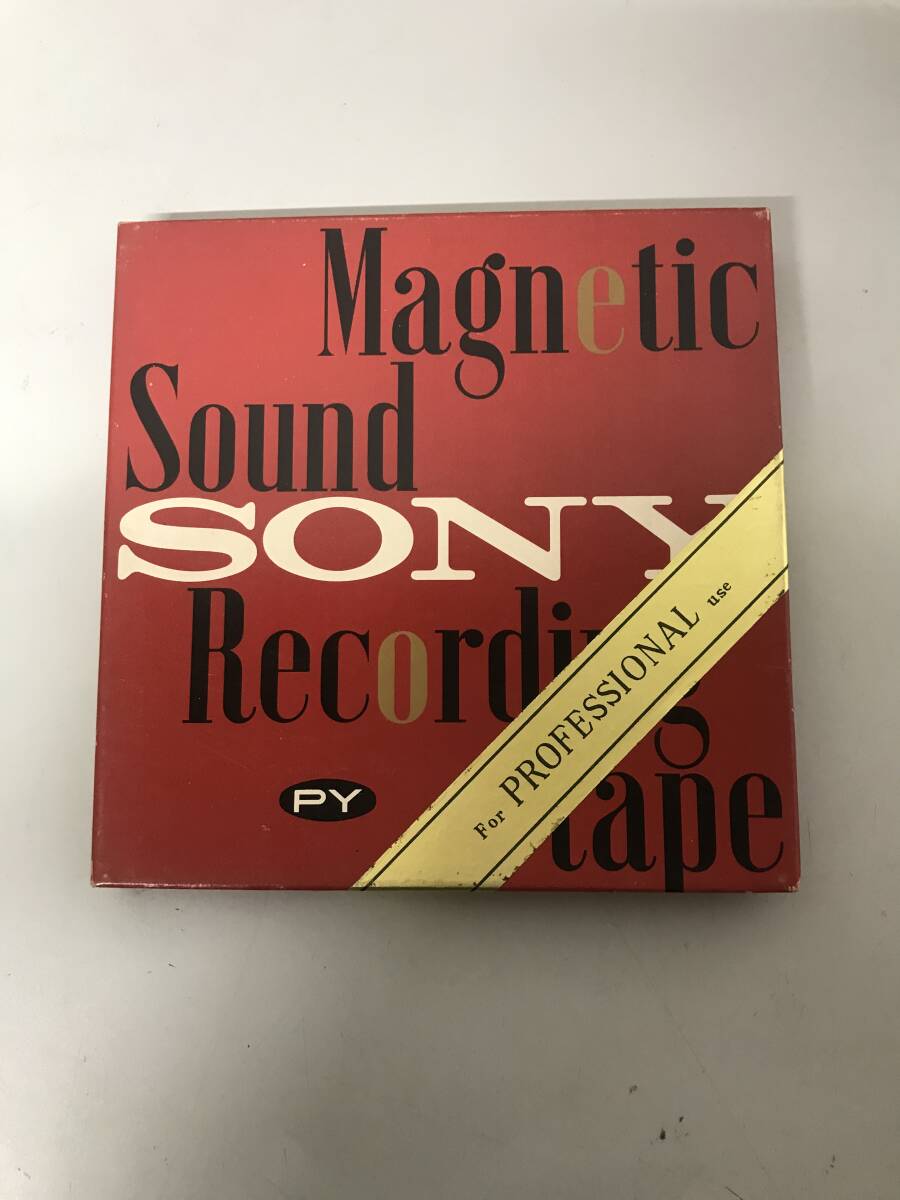 Magnetic
Sound
SONY
Recording
tape
PY
For PROFESSIONAL use